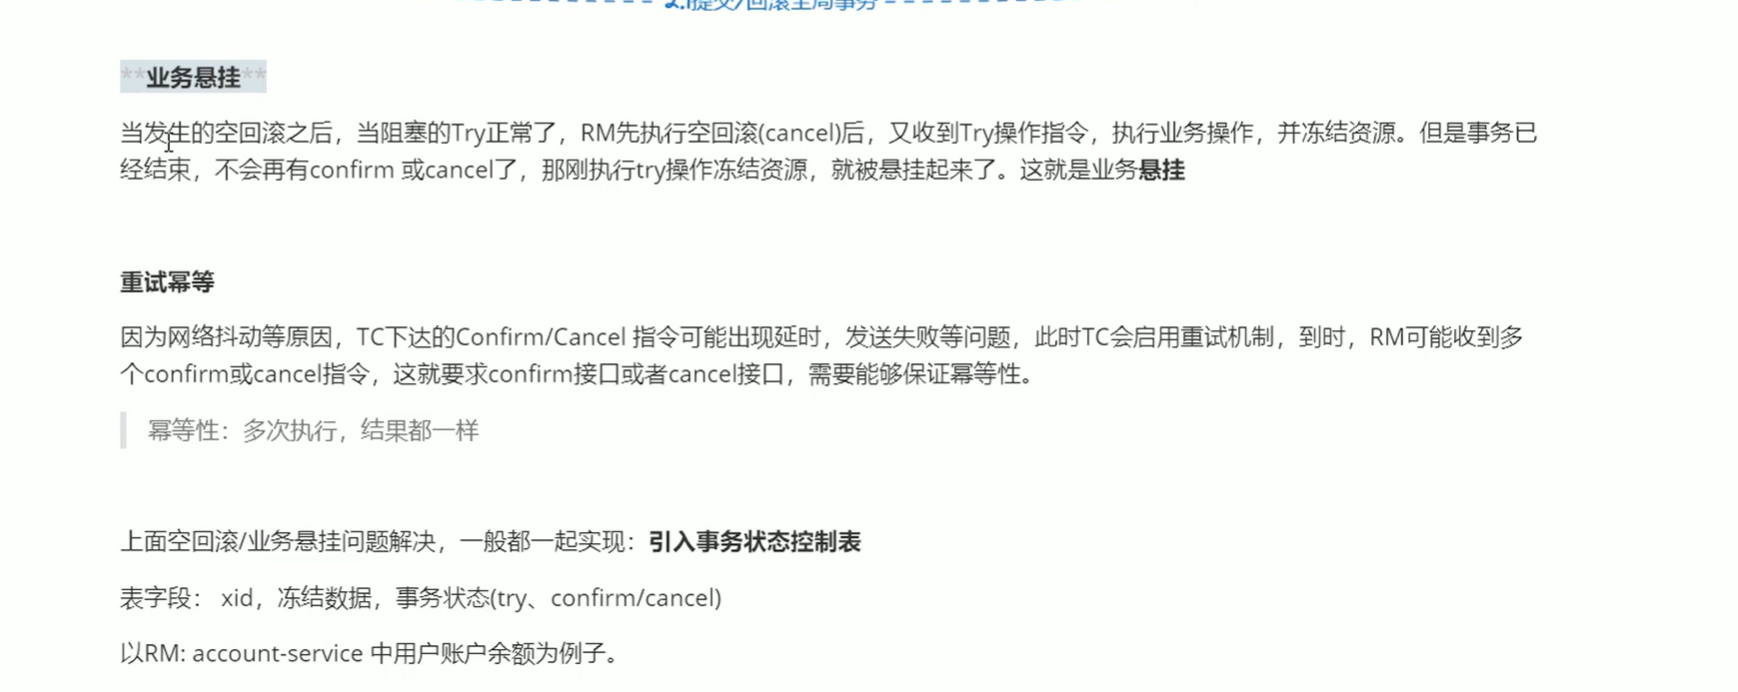 2.1提交/回滚全局事务
**业务悬挂**
当发生的空回滚之后，当阻塞的Try正常了，RM先执行空回滚(cancel)后，又收到Try操作指令，执行业务操作，并冻结资源。但是事务已
经结束，不会再有confirm 或cancel了，那刚执行try操作冻结资源，就被悬挂起来了。这就是业务悬挂
重试幂等
因为网络抖动等原因，TC下达的Confirm/Cancel 指令可能出现延时，发送失败等问题，此时TC会启用重试机制，到时，RM可能收到多
个confirm或cancel指令，这就要求confirm接口或者cancel接口，需要能够保证幂等性。
幂等性：多次执行，结果都一样
上面空回滚/业务悬挂问题解决，一般都一起实现：引入事务状态控制表
表字段： xid，冻结数据，事务状态(try、confirm/cancel)
以RM: account-service 中用户账户余额为例子。